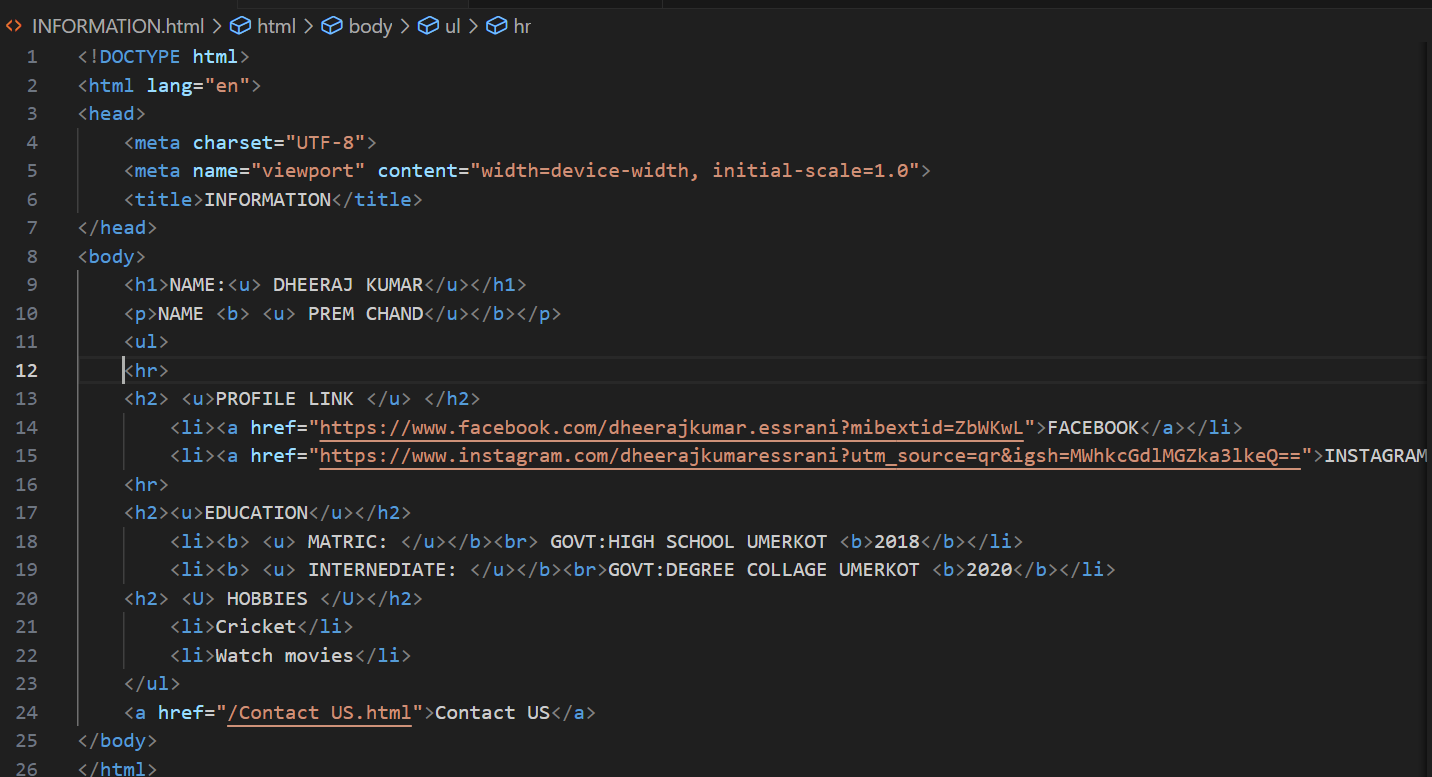 INFORMATION.html > html > body > ul > hr
1 <!DOCTYPE html>
2 <html lang="en">
3 <head>
4     <meta charset="UTF-8">
5     <meta name="viewport" content="width=device-width, initial-scale=1.0">
6     <title>INFORMATION</title>
7 </head>
8 <body>
9     <h1>NAME:<u> DHEERAJ KUMAR</u></h1>
10     <p>NAME <b> <u> PREM CHAND</u></b></p>
11     <ul>
12     <hr>
13     <h2> <u>PROFILE LINK </u> </h2>
14         <li><a href="https://www.facebook.com/dheerajkumar.essrani?mibextid=ZbWKwL">FACEBOOK</a></li>
15         <li><a href="https://www.instagram.com/dheerajkumaressrani?utm_source=qr&igsh=MWhkcGdlMGZka3lkeQ==">INSTAGRAM
16     <hr>
17     <h2><u>EDUCATION</u></h2>
18         <li><b> <u> MATRIC: </u></b><br> GOVT:HIGH SCHOOL UMERKOT <b>2018</b></li>
19         <li><b> <u> INTERNEDIATE: </u></b><br>GOVT:DEGREE COLLAGE UMERKOT <b>2020</b></li>
20     <h2> <U> HOBBIES </U></h2>
21         <li>Cricket</li>
22         <li>Watch movies</li>
23     </ul>
24     <a href="/Contact US.html">Contact US</a>
25 </body>
26 </html>